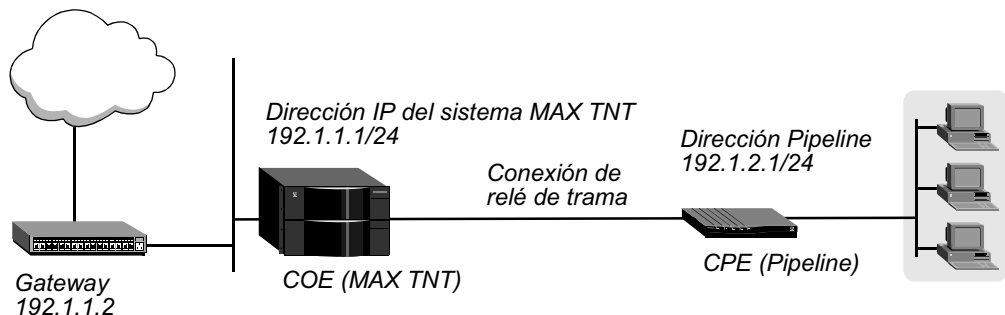 Dirección IP del sistema MAX TNT
192.1.1.1/24
Dirección Pipeline
192.1.2.1/24
Conexión de
relé de trama
COE (MAX TNT)
CPE (Pipeline)
Gateway
192.1.1.2